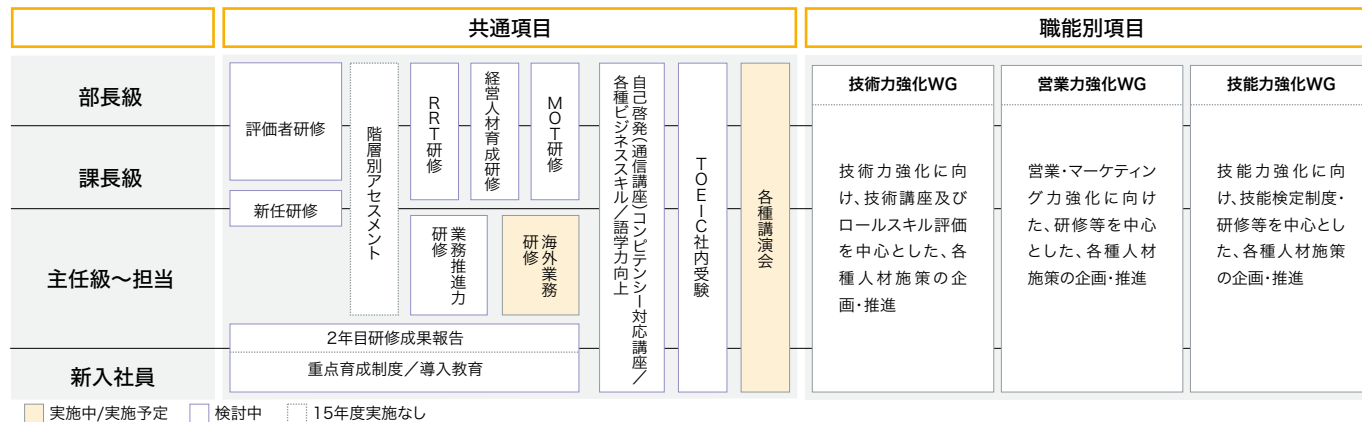 共通項目
職能別項目
部長級
課長級
主任級～担当
新入社員
評価者研修
新任研修
階層別アセスメント
RRT研修
経営人材育成研修
MOT研修
業務推進力
研修
海外業務
研修
2年目研修成果報告
重点育成制度／導入教育
自己啓発(通信講座)コンピテンシー対応講座／
各種ビジネススキル／語学力向上
TOEIC社内受験
各種講演会
技術力強化WG
技術力強化に向
け、技術講座及び
ロールスキル評価
を中心とした、各
種人材施策の企
画・推進
営業力強化WG
営業・マーケティン
グ力強化に向け
た、研修等を中心
とした、各種人材
施策の企画・推進
技能力強化WG
技能力強化に向
け、技能検定制度・
研修等を中心とし
た、各種人材施策
の企画・推進
実施中/実施予定 検討中 15年度実施なし